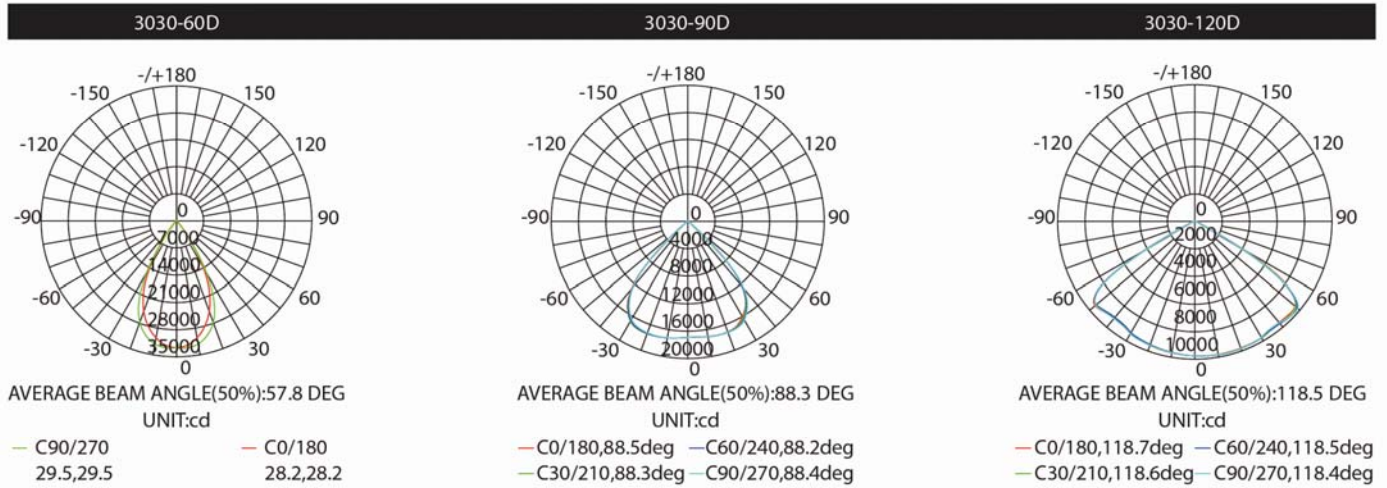 3030-60D
-/+180
-150 150
-120 120
-90 0 90
7000
14000
21000
-60 60
28000
-30 35000 30
0
AVERAGE BEAM ANGLE(50%):57.8 DEG
UNIT:cd
C90/270 C0/180
29.5,29.5 28.2,28.2
3030-90D
-/+180
-150 150
-120 120
-90 0 90
4000
8000
12000
-60 60
16000
-30 20000 30
0
AVERAGE BEAM ANGLE(50%):88.3 DEG
UNIT:cd
C0/180,88.5deg C60/240,88.2deg
C30/210,88.3deg C90/270,88.4deg
3030-120D
-/+180
-150 150
-120 120
-90 0 90
2000
4000
6000
-60 60
8000
-30 10000 30
0
AVERAGE BEAM ANGLE(50%):118.5 DEG
UNIT:cd
C0/180,118.7deg C60/240,118.5deg
C30/210,118.6deg C90/270,118.4deg